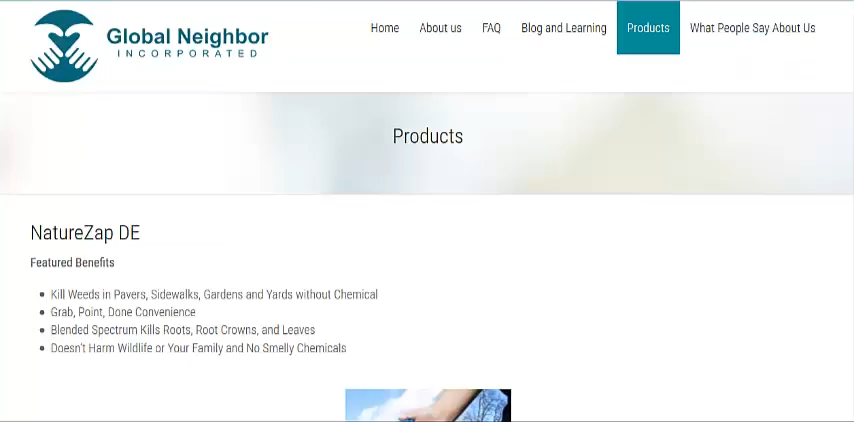 Global Neighbor
INCORPORATED
Home About us FAQ Blog and Learning Products What People Say About Us
Products
NatureZap DE
Featured Benefits
Kill Weeds in Pavers, Sidewalks, Gardens and Yards without Chemical
Grab, Point, Done Convenience
Blended Spectrum Kills Roots, Root Crowns, and Leaves
Doesn't Harm Wildlife or Your Family and No Smelly Chemicals